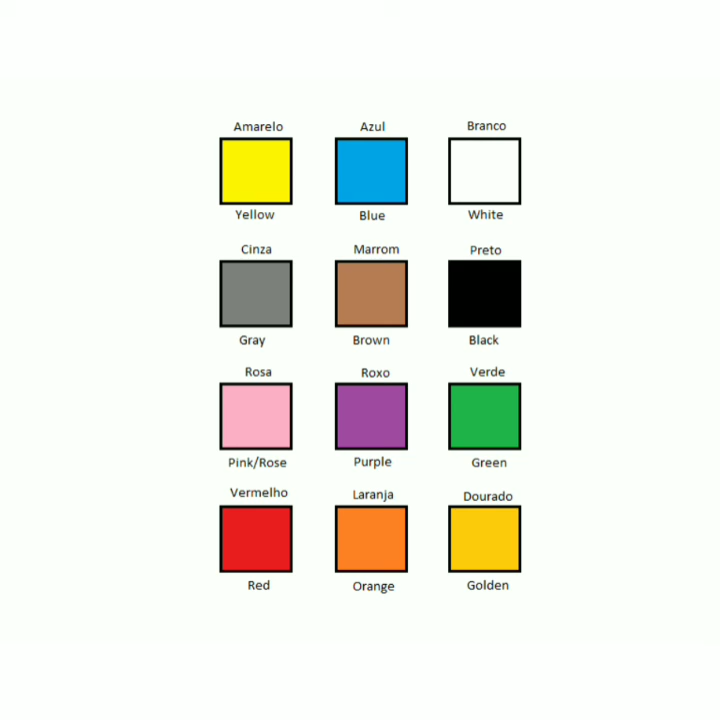 Amarelo Azul Branco
Yellow Blue White
Cinza Marrom Preto
Gray Brown Black
Rosa Roxo Verde
Pink/Rose Purple Green
Vermelho Laranja Dourado
Red Orange Golden